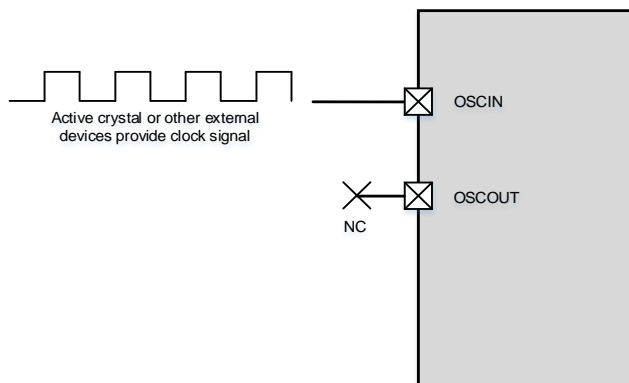 OSCIN
Active crystal or other external
devices provide clock signal
OSCOUT
NC